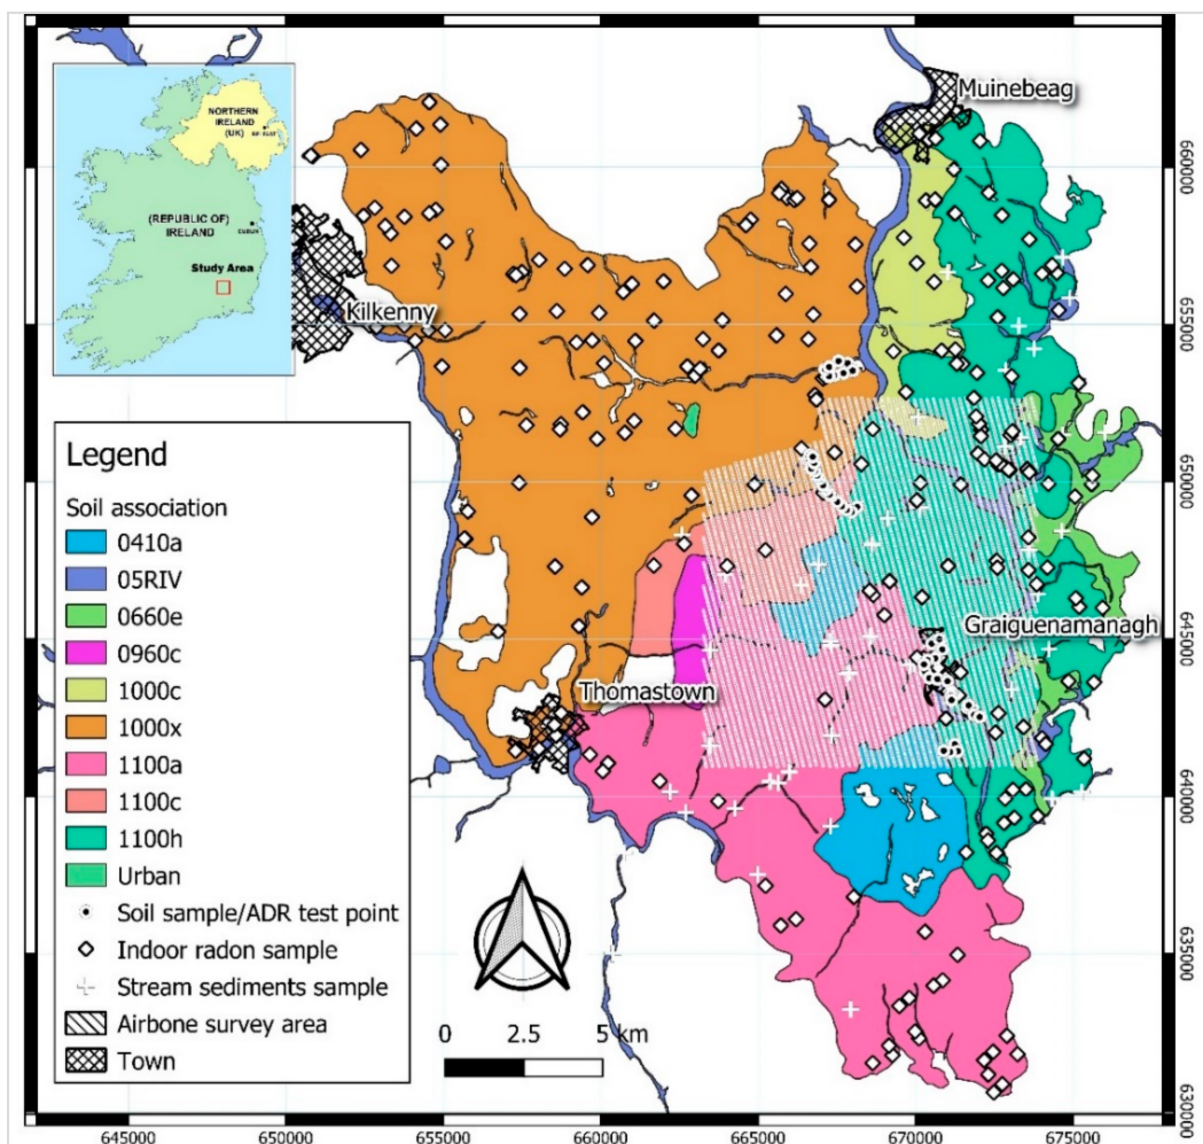 NORTHERN
IRELAND
(UK)
(REPUBLIC OF)
IRELAND
DUBLIN
Study Area
Muinebeag
Kilkenny
Graiguenamanagh
Thomastown
Legend
Soil association
0410a
05RIV
0660e
0960c
1000c
1000x
1100a
1100c
1100h
Urban
Soil sample/ADR test point
Indoor radon sample
Stream sediments sample
Airbone survey area
Town
0 2.5 5 km
660000
655000
650000
645000
640000
635000
630000
645000 650000 655000 660000 665000 670000 675000